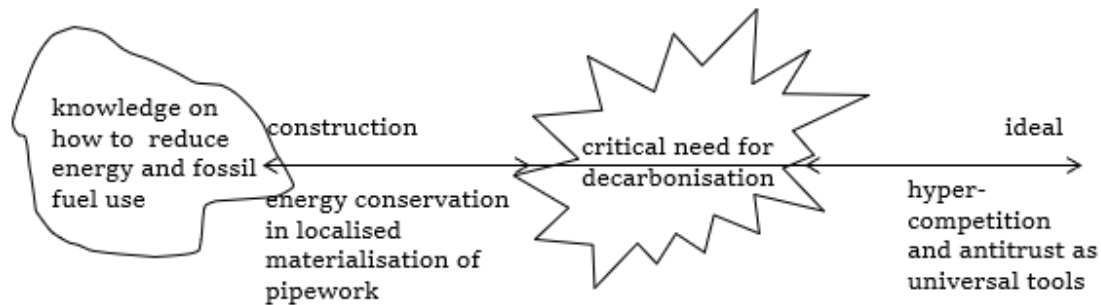 knowledge on
how to reduce
energy and fossil
fuel use
construction
energy conservation
in localised
materialisation of
pipework
critical need for
decarbonisation
ideal
hyper-
competition
and antitrust as
universal tools